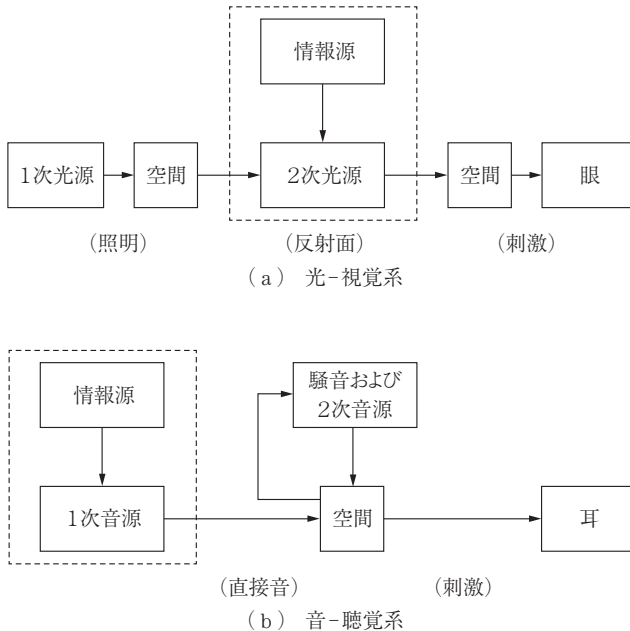 情報源
1次光源
空間
2次光源
空間
眼
（照明）
（反射面）
（刺激）
（a） 光-視覚系
情報源
騒音および
2次音源
1次音源
空間
耳
（直接音）
（刺激）
（b） 音-聴覚系